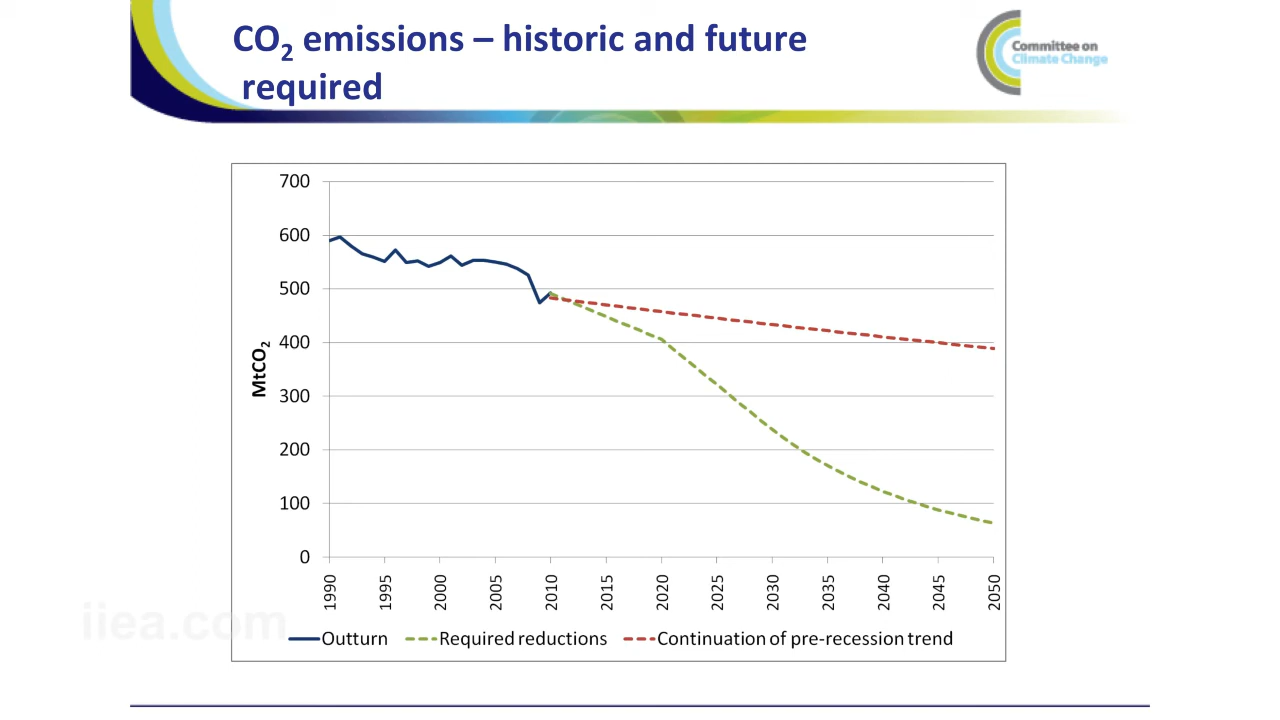 CO2 emissions – historic and future
required
Committee on
Climate Change
700
600
500
400
300
200
100
0
MtCO2
1990
1995
2000
2005
2010
2015
2020
2025
2030
2035
2040
2045
2050
Outturn
Required reductions
Continuation of pre-recession trend
iiea.com